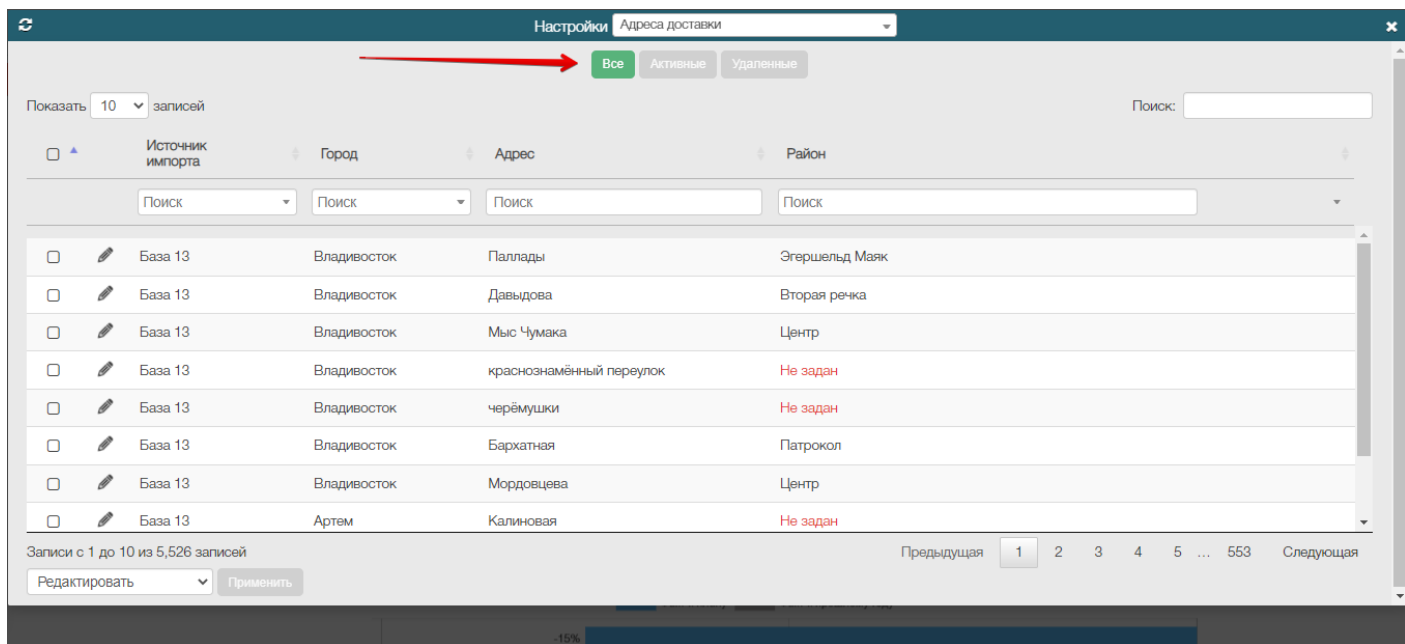 Настройки Адреса доставки
Все Активные Удаленные
Показать 10 записей Поиск:
Источник импорта Город Адрес Район
Поиск Поиск Поиск Поиск
База 13 Владивосток Паллады Эгершельд Маяк
База 13 Владивосток Давыдова Вторая речка
База 13 Владивосток Мыс Чумака Центр
База 13 Владивосток краснознамённый переулок Не задан
База 13 Владивосток черёмушки Не задан
База 13 Владивосток Бархатная Патрокол
База 13 Владивосток Мордовцева Центр
База 13 Артем Калиновая Не задан
Записи с 1 до 10 из 5,526 записей Предыдущая 1 2 3 4 5 ... 553 Следующая
Редактировать Применить
-15%